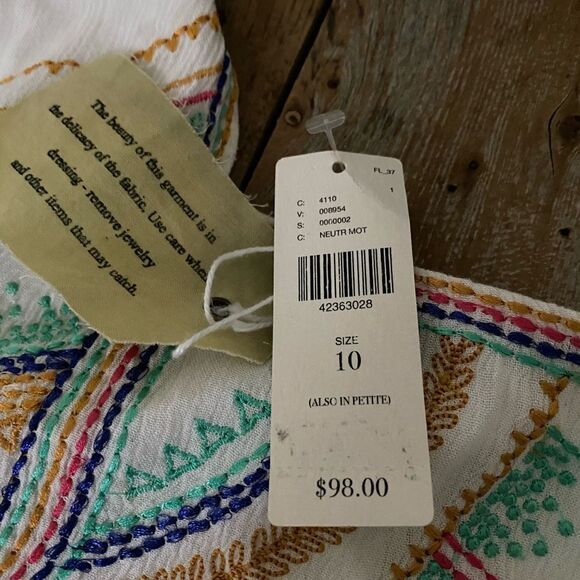 The beauty of this garment is in
the delicacy of the fabric. Use care when
dressing - remove jewelry
and other items that may catch.
FL_37
1
C: 4110
V: 008954
S: 0000002
C: NEUTR MOT
42363028
SIZE
10
(ALSO IN PETITE)
$98.00